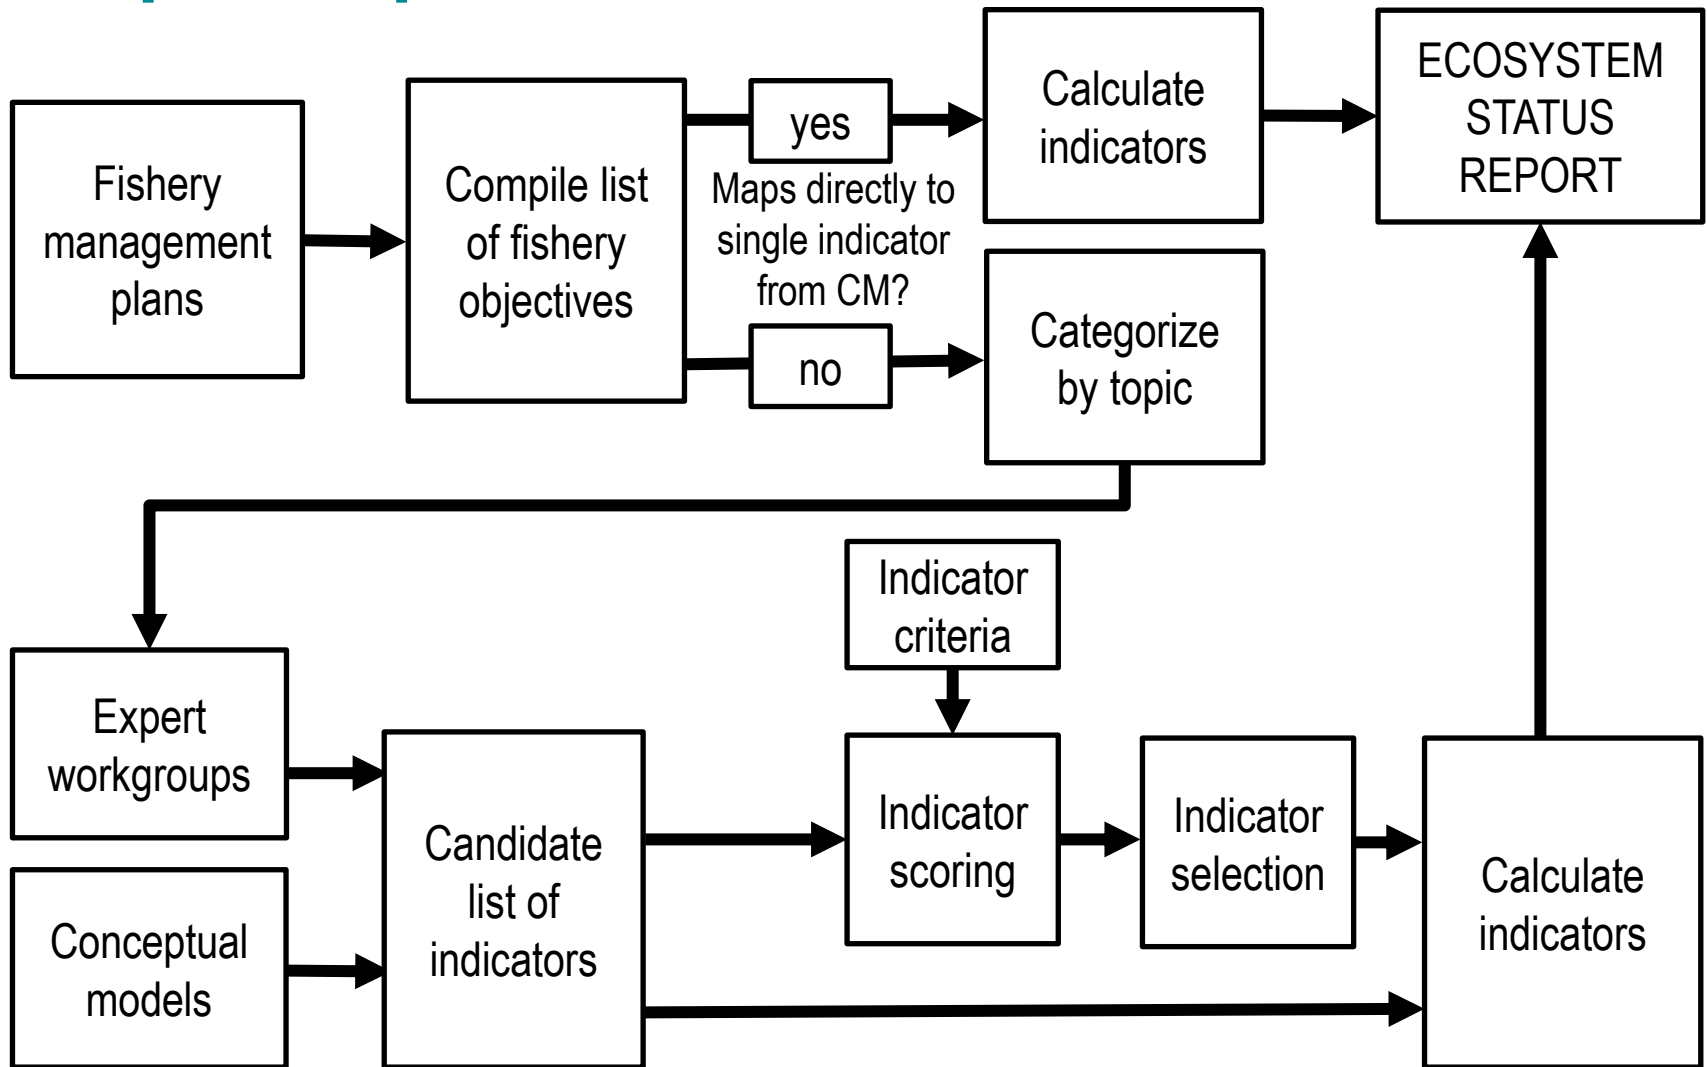 Fishery
management
plans
Compile list
of fishery
objectives
yes
Maps directly to
single indicator
from CM?
no
Calculate
indicators
ECOSYSTEM
STATUS
REPORT
Categorize
by topic
Expert
workgroups
Conceptual
models
Candidate
list of
indicators
Indicator
criteria
Indicator
scoring
Indicator
selection
Calculate
indicators